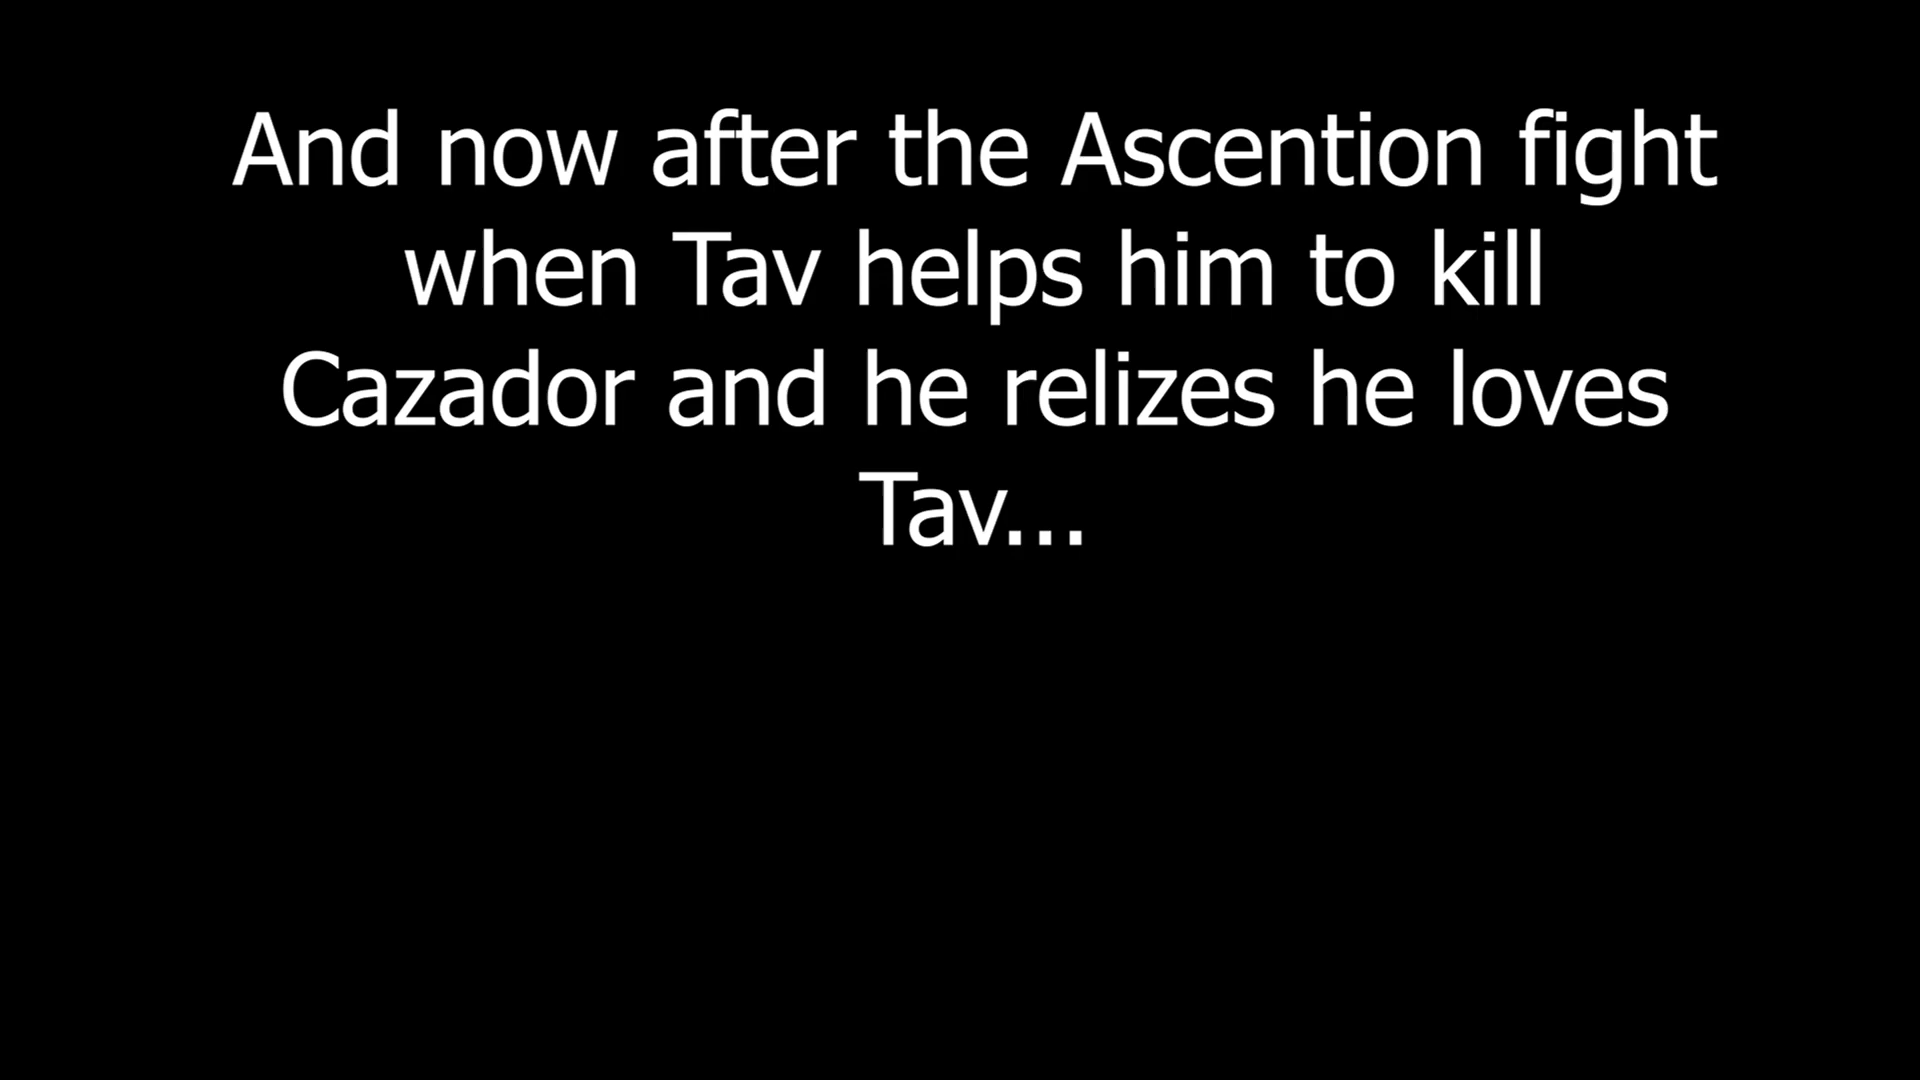 And now after the Ascention fight
when Tav helps him to kill
Cazador and he relizes he loves
Tav...